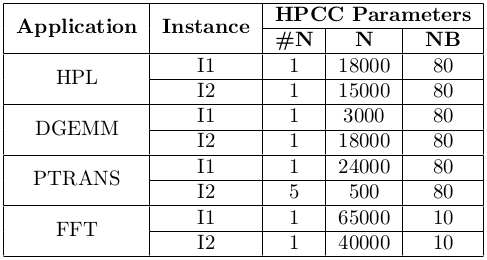 Application Instance HPCC Parameters
#N N NB
HPL I1 1 18000 80
I2 1 15000 80
DGEMM I1 1 3000 80
I2 1 18000 80
PTRANS I1 1 24000 80
I2 5 500 80
FFT I1 1 65000 10
I2 1 40000 10